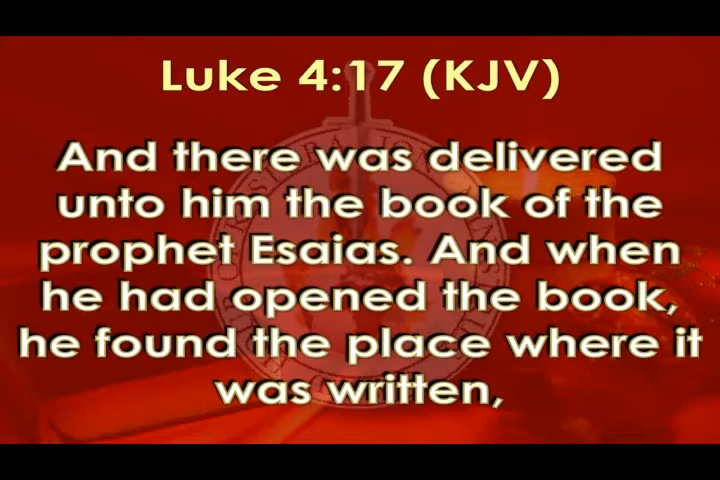 Luke 4:17 (KJV)
And there was delivered
unto him the book of the
prophet Esaias. And when
he had opened the book,
he found the place where it
was written,